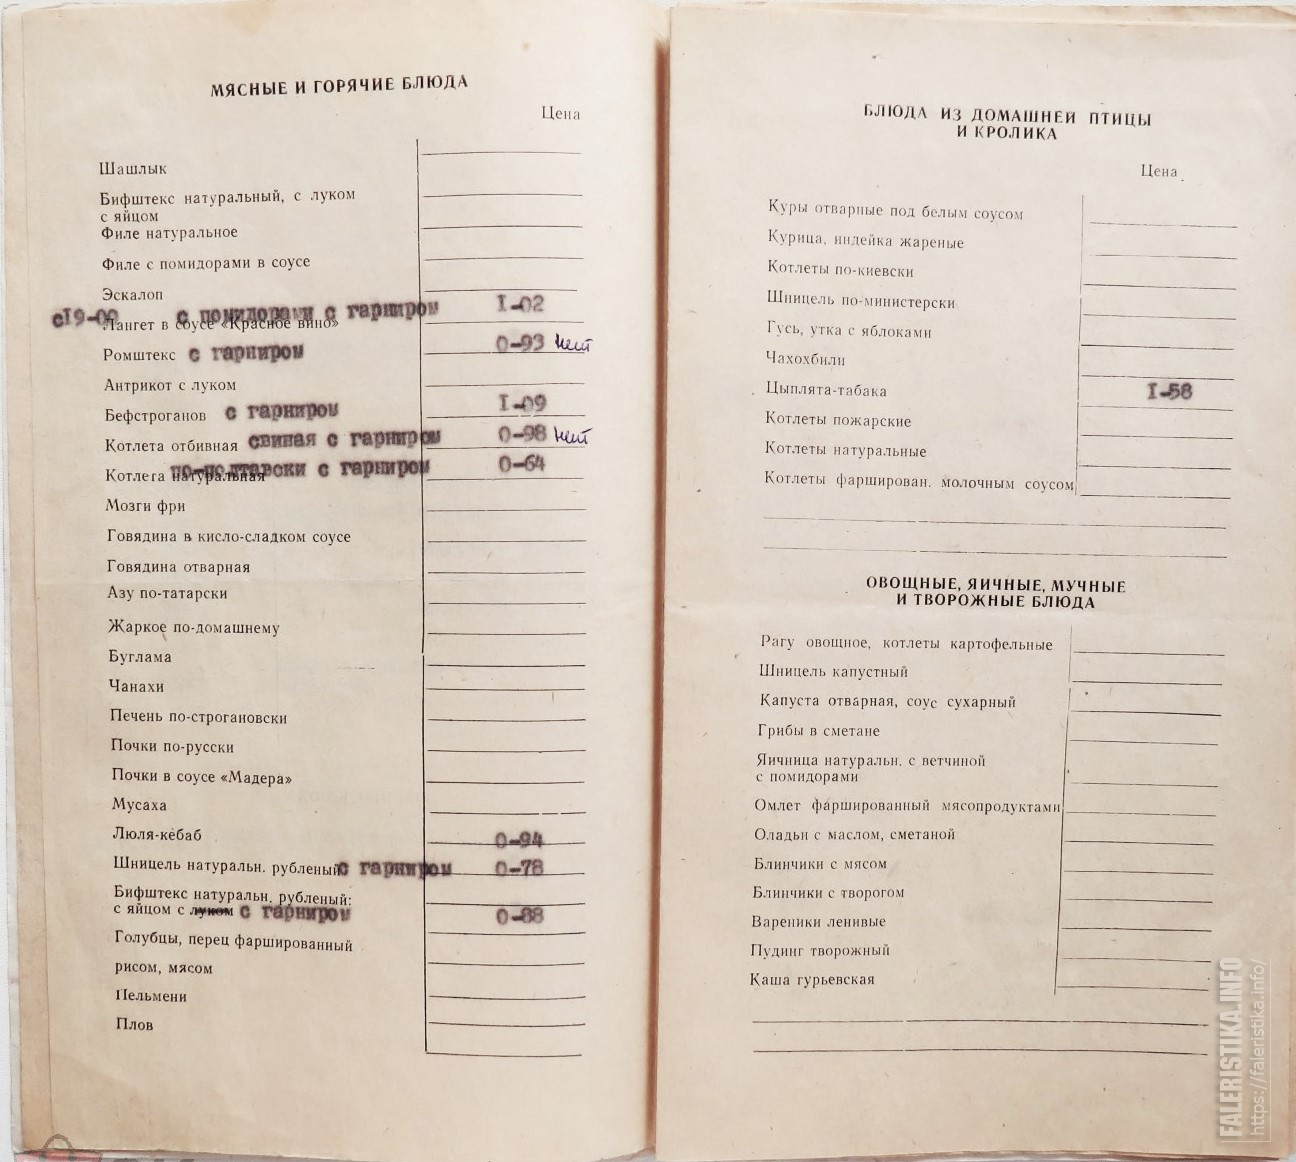 МЯСНЫЕ И ГОРЯЧИЕ БЛЮДА
Цена
Шашлык
Бифштекс натуральный, с луком
с яйцом
Филе натуральное
Филе с помидорами в соусе
Эскалоп
с19-00 с помидорами с гарниром 1-02
Лангет в соусе «Красное вино»
Ромштекс с гарниром 0-93 нет
Антрикот с луком
Бефстроганов с гарниром 1-09
Котлета отбивная свиная с гарниром 0-98 нет
по-полтавски с гарниром 0-64
Котлета натуральная
Мозги фри
Говядина в кисло-сладком соусе
Говядина отварная
Азу по-татарски
Жаркое по-домашнему
Буглама
Чанахи
Печень по-строгановски
Почки по-русски
Почки в соусе «Мадера»
Мусаха
Люля-кебаб 0-94
Шницель натуральн. рубленый с гарниром 0-78
Бифштекс натуральн. рубленый:
с яйцом с луком с гарниром 0-88
Голубцы, перец фаршированный
рисом, мясом
Пельмени
Плов
БЛЮДА ИЗ ДОМАШНЕЙ ПТИЦЫ
И КРОЛИКА
Цена
Куры отварные под белым соусом
Курица, индейка жареные
Котлеты по-киевски
Шницель по-министерски
Гусь, утка с яблоками
Чахохбили
Цыплята-табака 1-58
Котлеты пожарские
Котлеты натуральные
Котлеты фарширован. молочным соусом
ОВОЩНЫЕ, ЯИЧНЫЕ, МУЧНЫЕ
И ТВОРОЖНЫЕ БЛЮДА
Рагу овощное, котлеты картофельные
Шницель капустный
Капуста отварная, соус сухарный
Грибы в сметане
Яичница натуральн. с ветчиной
с помидорами
Омлет фаршированный мясопродуктами
Оладьи с маслом, сметаной
Блинчики с мясом
Блинчики с творогом
Вареники ленивые
Пудинг творожный
Каша гурьевская
FALERISTIKA.INFO
https://faleristika.info/